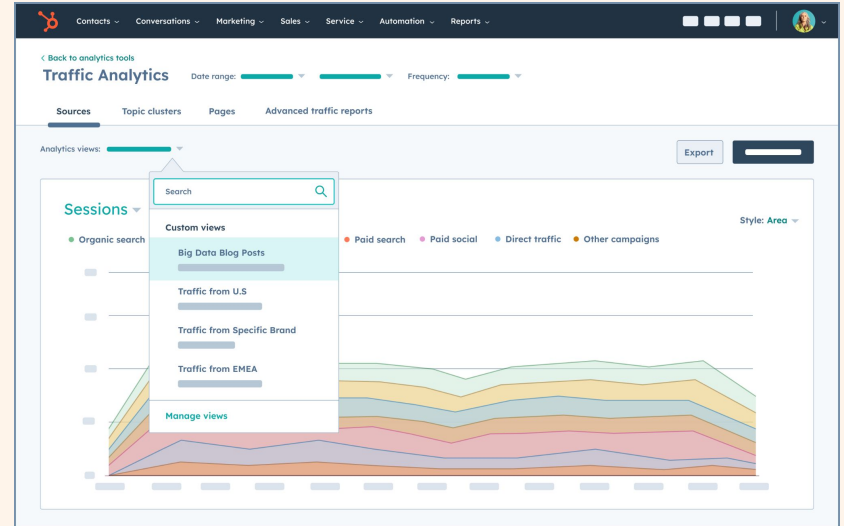 Contacts Conversations Marketing Sales Service Automation Reports
Back to analytics tools
Traffic Analytics Date range: Frequency:
Sources Topic clusters Pages Advanced traffic reports
Analytics views:
Export
Search
Sessions
Style: Area
Custom views
Organic search Paid search Paid social Direct traffic Other campaigns
Big Data Blog Posts
Traffic from U.S
Traffic from Specific Brand
Traffic from EMEA
Manage views